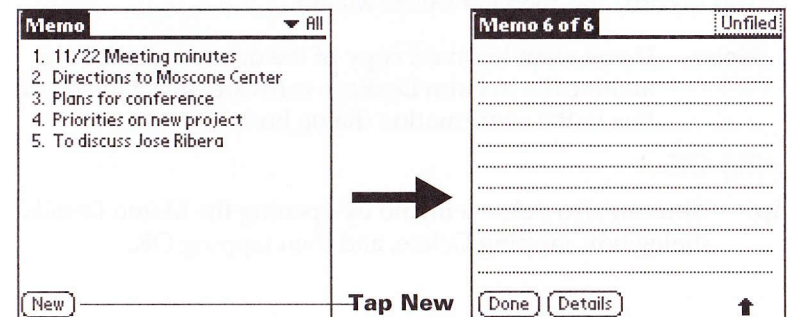 Memo
All
1. 11/22 Meeting minutes
2. Directions to Moscone Center
3. Plans for conference
4. Priorities on new project
5. To discuss Jose Ribera
New
Tap New
Memo 6 of 6
Unfiled
Done Details